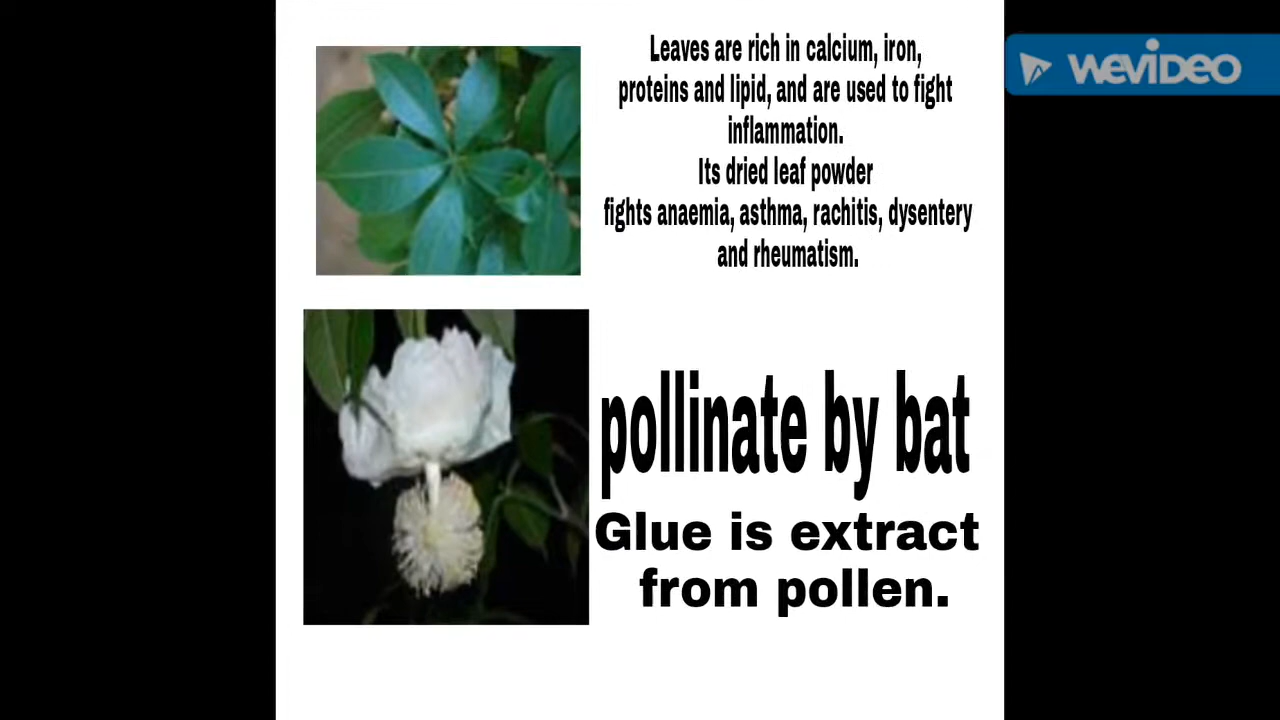 Leaves are rich in calcium, iron,
proteins and lipid, and are used to fight
inflammation.
Its dried leaf powder
fights anaemia, asthma, rachitis, dysentery
and rheumatism.
WEVIDEO
pollinate by bat
Glue is extract
from pollen.